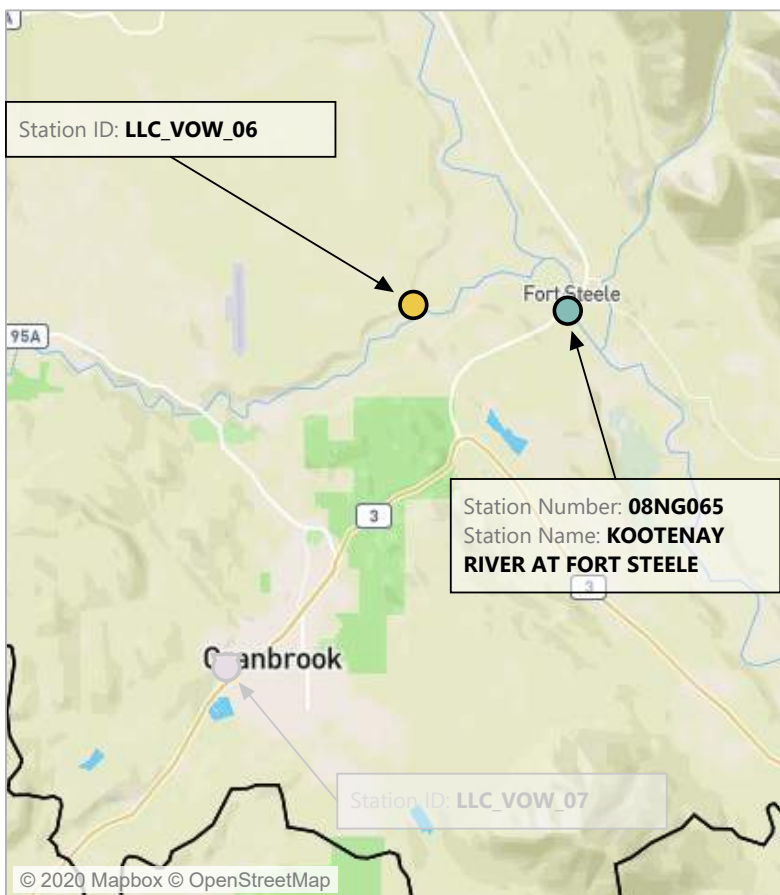 A
Station ID: LLC_VOW_06
Fort Steele
95A
Station Number: 08NG065
Station Name: KOOTENAY
RIVER AT FORT STEELE
3
3
Cranbrook
Station ID: LLC_VOW_07
© 2020 Mapbox © OpenStreetMap